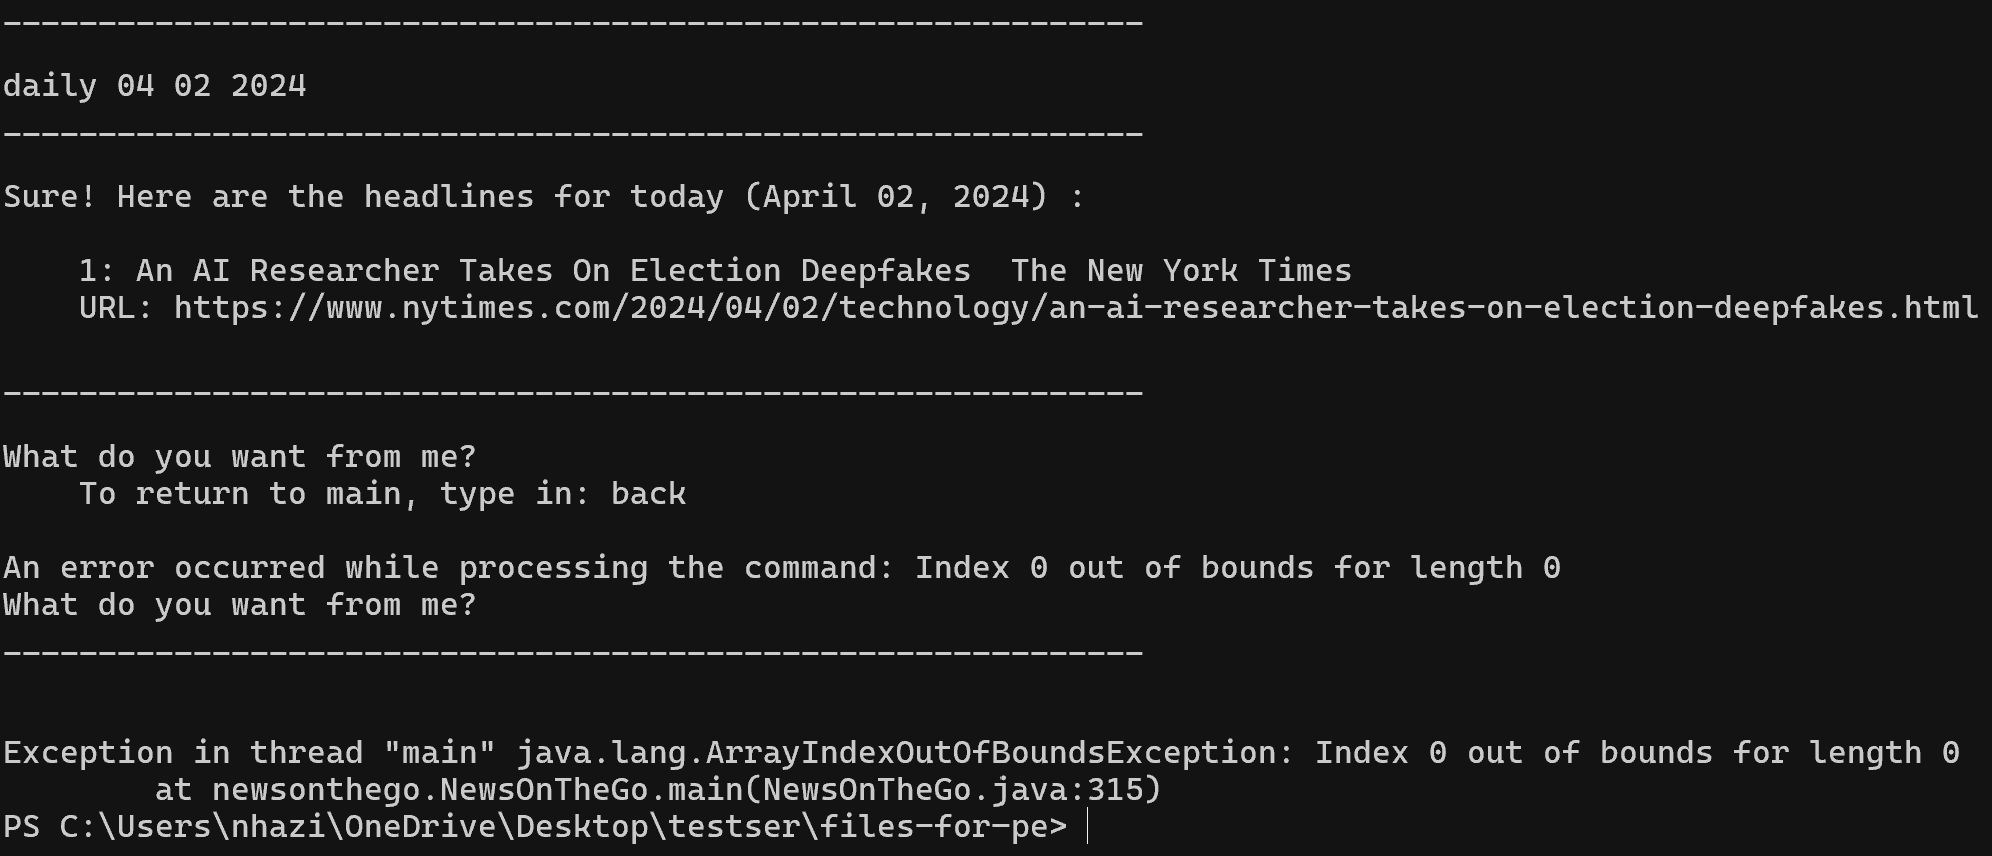 ------------------------------------------------------------
daily 04 02 2024
------------------------------------------------------------
Sure! Here are the headlines for today (April 02, 2024) :
    1: An AI Researcher Takes On Election Deepfakes  The New York Times
    URL: https://www.nytimes.com/2024/04/02/technology/an-ai-researcher-takes-on-election-deepfakes.html
------------------------------------------------------------
What do you want from me?
    To return to main, type in: back
An error occurred while processing the command: Index 0 out of bounds for length 0
What do you want from me?
------------------------------------------------------------
Exception in thread "main" java.lang.ArrayIndexOutOfBoundsException: Index 0 out of bounds for length 0
        at newsonthego.NewsOnTheGo.main(NewsOnTheGo.java:315)
PS C:\Users\nhazi\OneDrive\Desktop\testser\files-for-pe>